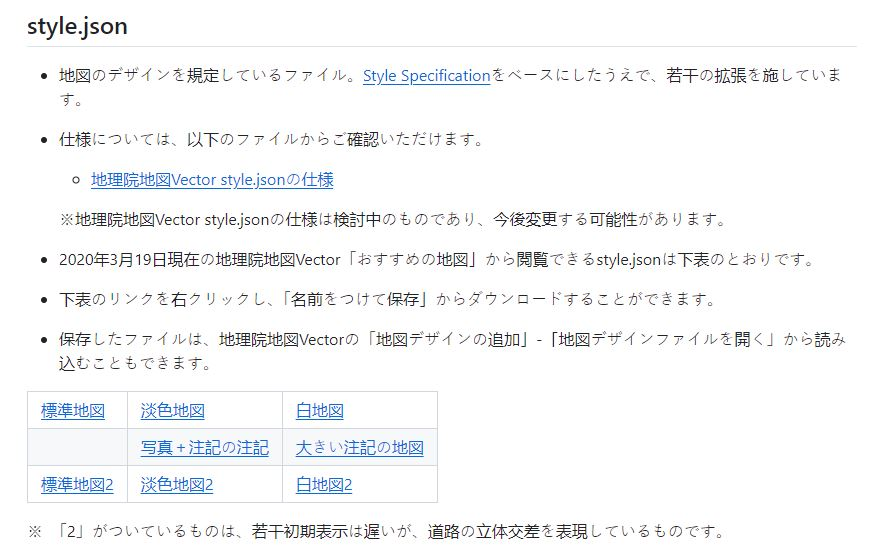 style.json
地図のデザインを規定しているファイル。Style Specificationをベースにしたうえで、若干の拡張を施していま
す。
仕様については、以下のファイルからご確認いただけます。
地理院地図Vector style.jsonの仕様
※地理院地図Vector style.jsonの仕様は検討中のものであり、今後変更する可能性があります。
2020年3月19日現在の地理院地図Vector「おすすめの地図」から閲覧できるstyle.jsonは下表のとおりです。
下表のリンクを右クリックし、「名前をつけて保存」からダウンロードすることができます。
保存したファイルは、地理院地図Vectorの「地図デザインの追加」-「地図デザインファイルを開く」から読み
込むこともできます。
標準地図 淡色地図 白地図
写真+注記の注記 大きい注記の地図
標準地図2 淡色地図2 白地図2
※ 「2」がついているものは、若干初期表示は遅いが、道路の立体交差を表現しているものです。